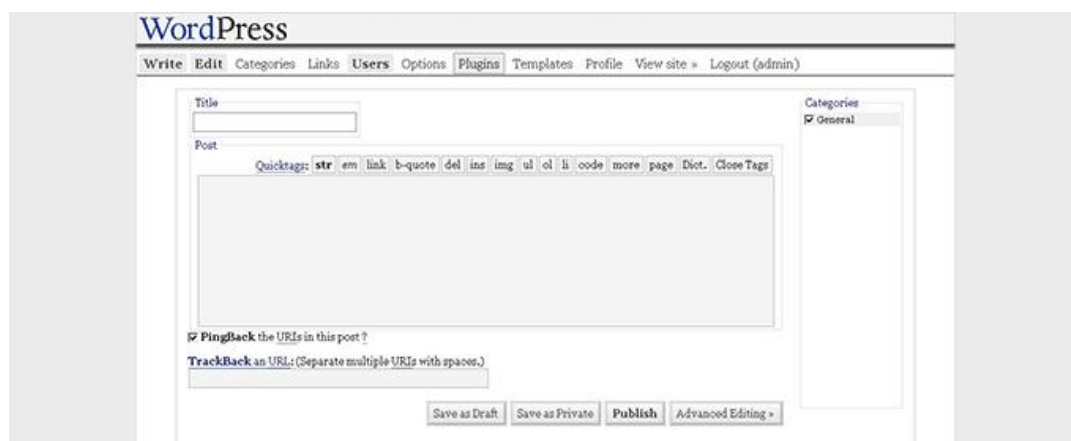 WordPress
Write Edit Categories Links Users Options Plugins Templates Profile View site » Logout (admin)
Title
Categories
General
Post
Quicktags: str em link b-quote del ins img ul ol li code more page Dict. Close Tags
PingBack the URIs in this post ?
TrackBack an URL: (Separate multiple URIs with spaces.)
Save as Draft Save as Private Publish Advanced Editing »